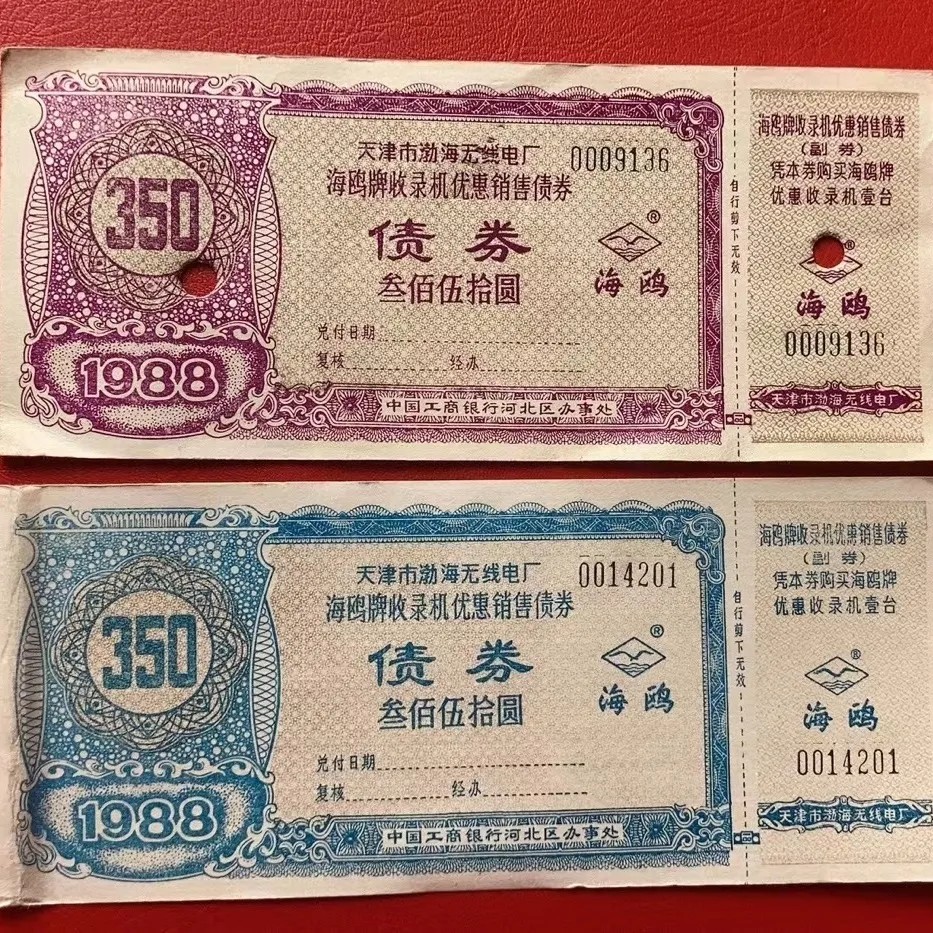 350
1988
天津市渤海无线电厂
0009136
海鸥牌收录机优惠销售债券
债券
叁佰伍拾圆
®
海鸥
兑付日期
复核 经办
中国工商银行河北区办事处
自行剪下无效
海鸥牌收录机优惠销售债券
(副券)
凭本券购买海鸥牌
优惠收录机壹台
®
海鸥
0009136
天津市渤海无线电厂
350
1988
天津市渤海无线电厂
0014201
海鸥牌收录机优惠销售债券
债券
叁佰伍拾圆
®
海鸥
兑付日期
复核 经办
中国工商银行河北区办事处
自行剪下无效
海鸥牌收录机优惠销售债券
(副券)
凭本券购买海鸥牌
优惠收录机壹台
®
海鸥
0014201
天津市渤海无线电厂